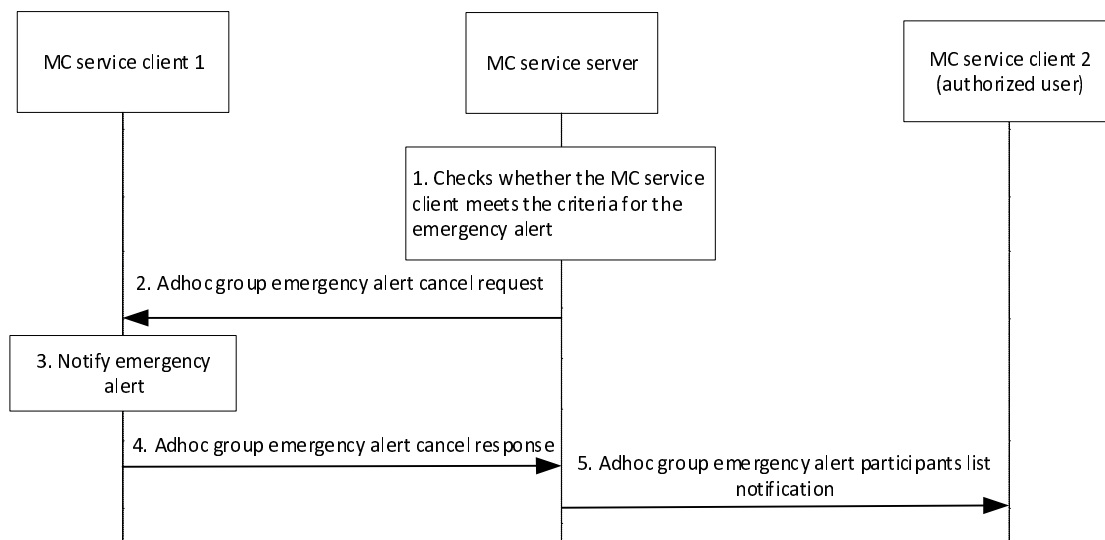 MC service client 1
MC service server
MC service client 2
(authorized user)
1. Checks whether the MC service
client meets the criteria for the
emergency alert
2. Adhoc group emergency alert cancel request
3. Notify emergency
alert
4. Adhoc group emergency alert cancel response
5. Adhoc group emergency alert participants list
notification